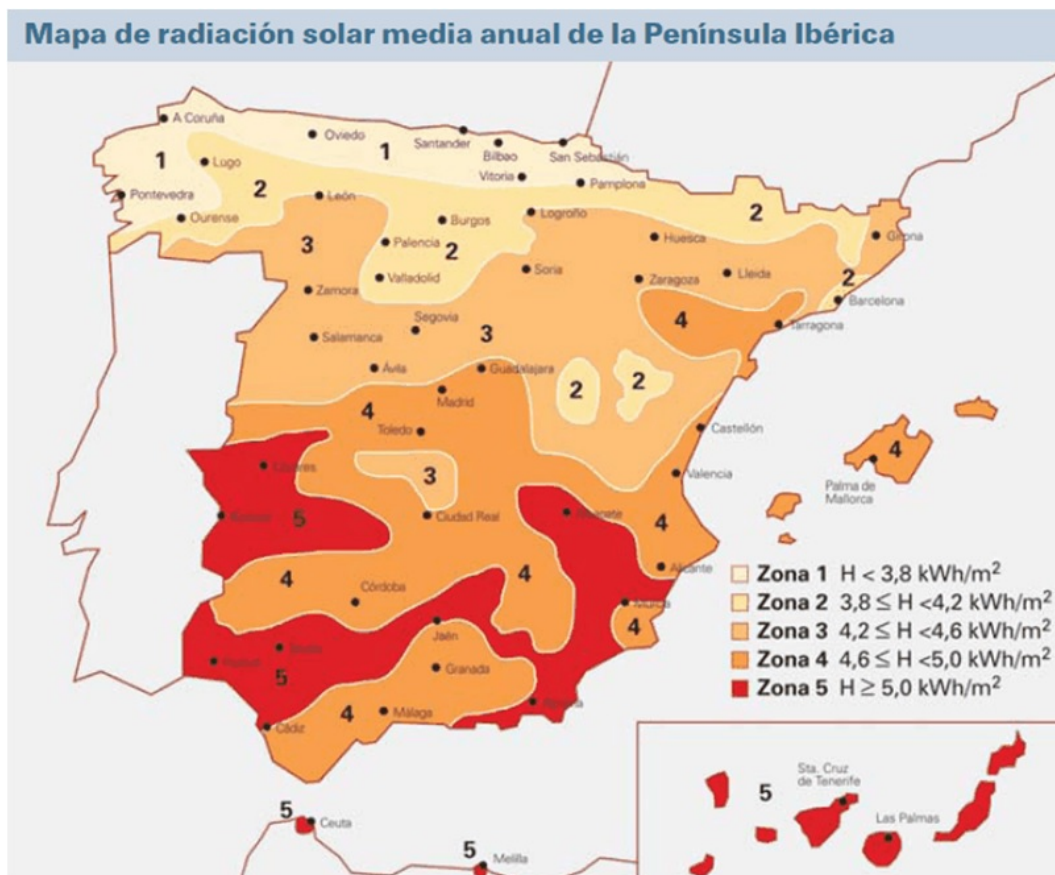 Mapa de radiación solar media anual de la Península Ibérica
A Coruña
Oviedo
Santander
Bilbao
San Sebastián
1
1
Lugo
Vitoria
Pamplona
Pontevedra
2
León
Ourense
Burgos
Logroño
2
Huesca
Girona
3
Palencia
2
Valladolid
Soria
Zaragoza
Lleida
2
Zamora
Barcelona
Segovia
4
Tarragona
Salamanca
3
Ávila
Guadalajara
2
2
Madrid
4
Toledo
Castellón
Cáceres
3
Valencia
4
Palma de
Mallorca
Badajoz
5
Ciudad Real
Albacete
4
Alicante
4
Córdoba
4
Murcia
4
Jaén
Sevilla
Huelva
5
Granada
4
Málaga
Almería
Cádiz
Zona 1 H < 3,8 kWh/m²
Zona 2 3,8 ≤ H <4,2 kWh/m²
Zona 3 4,2 ≤ H <4,6 kWh/m²
Zona 4 4,6 ≤ H <5,0 kWh/m²
Zona 5 H ≥ 5,0 kWh/m²
5
Ceuta
5
Melilla
5
Sta. Cruz
de Tenerife
Las Palmas